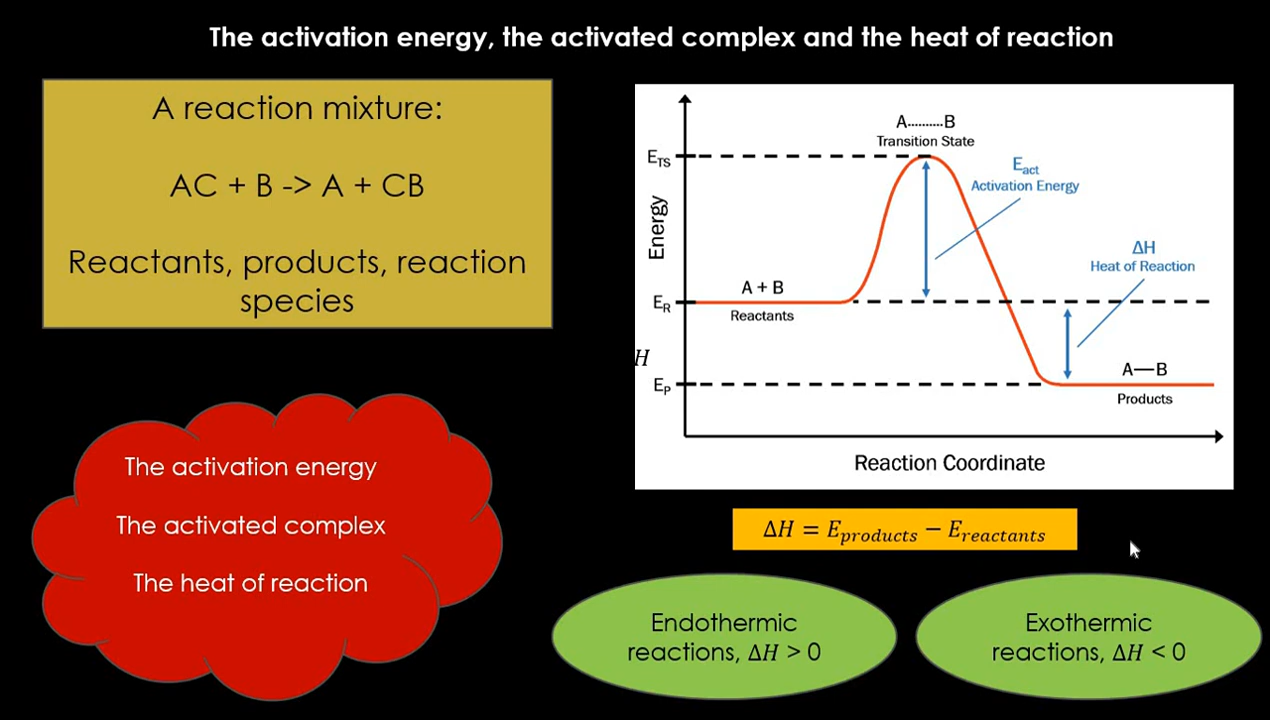 The activation energy, the activated complex and the heat of reaction
A reaction mixture:
AC + B -> A + CB
Reactants, products, reaction
species
The activation energy
The activated complex
The heat of reaction
A..........B
Transition State
E_TS
E_act
Activation Energy
Energy
ΔH
Heat of Reaction
A + B
E_R
Reactants
H
A—B
E_P
Products
Reaction Coordinate
ΔH = E_products − E_reactants
Endothermic
reactions, ΔH > 0
Exothermic
reactions, ΔH < 0